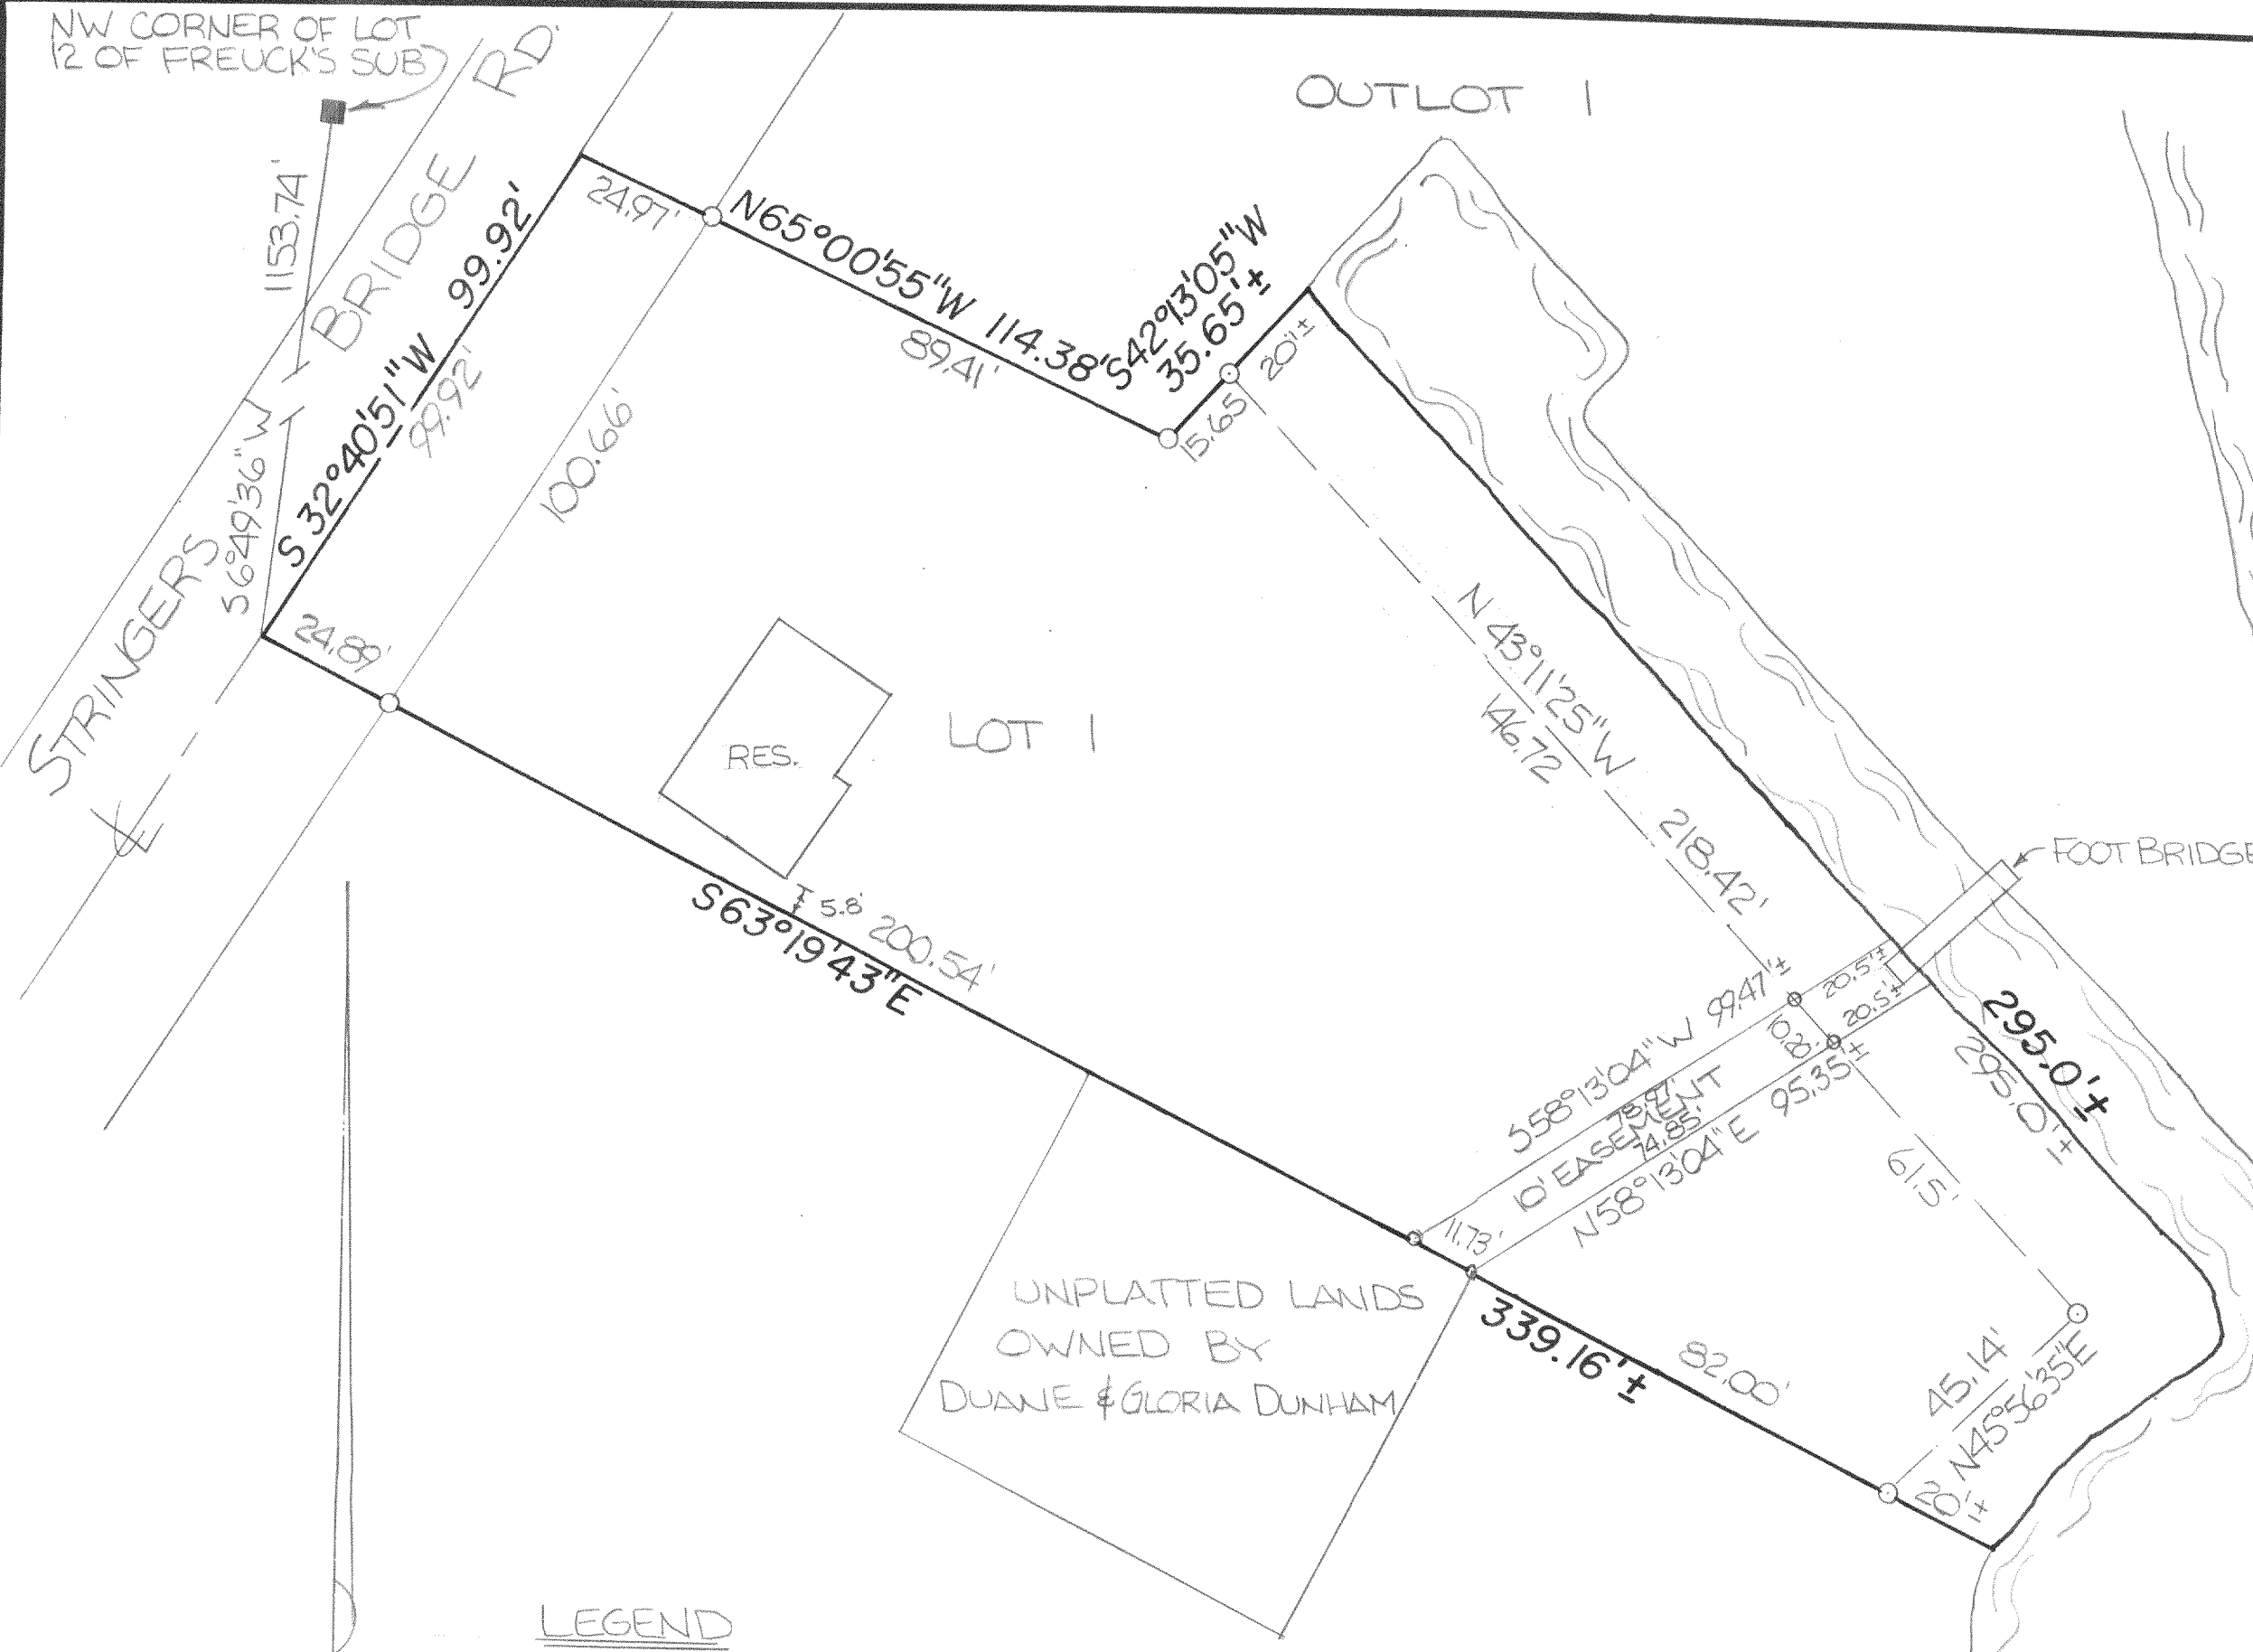 NW CORNER OF LOT
12 OF FREUCK'S SUB
OUTLOT 1
STRINGERS BRIDGE RD.
1153.74'
S6°49'36"W
S 32°40'51"W 99.92'
99.92'
24.97'
N65°00'55"W 114.38'
89.41'
S42°13'05"W
35.65'±
20'±
15.65
100.66'
24.89'
RES.
LOT 1
N43°11'25"W 218.42'
146.72
FOOT BRIDGE
5.8'
200.54'
S63°19'43"E
20.5'±
20.5'±
S58°13'04"W 99.47'±
78.97'
10' EASEMENT
74.85'
N58°13'04"E 95.35'±
10.20'
11.73'
295.0'±
295.0'±
61.5'
UNPLATTED LANDS
OWNED BY
DUANE & GLORIA DUNHAM
339.16'±
82.00'
45.14'
N45°56'35"E
20'±
LEGEND